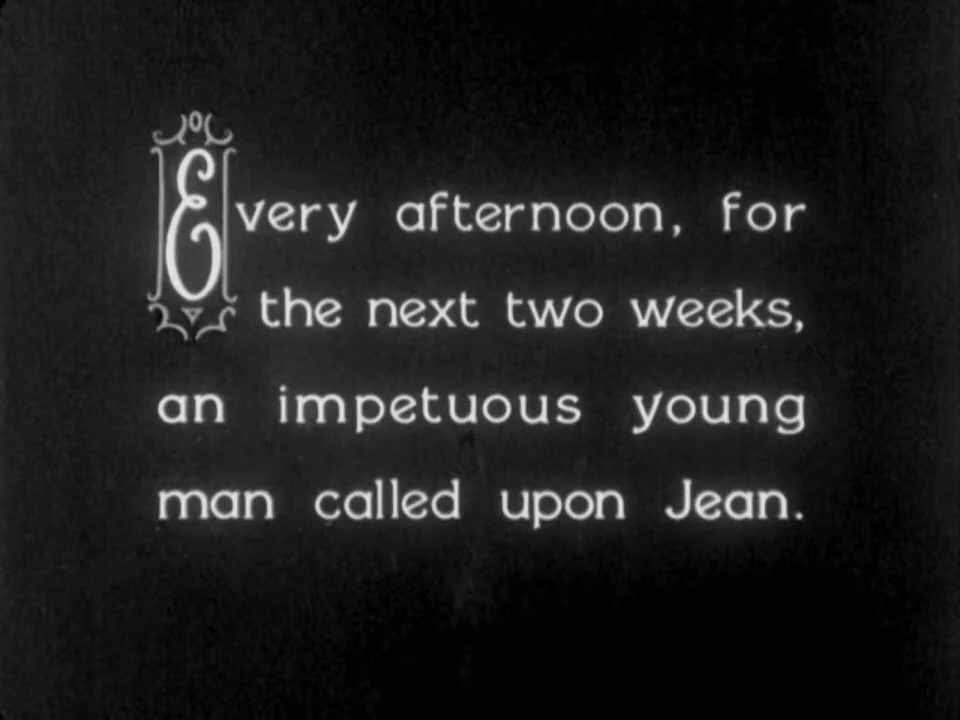 Every afternoon, for
the next two weeks,
an impetuous young
man called upon Jean.